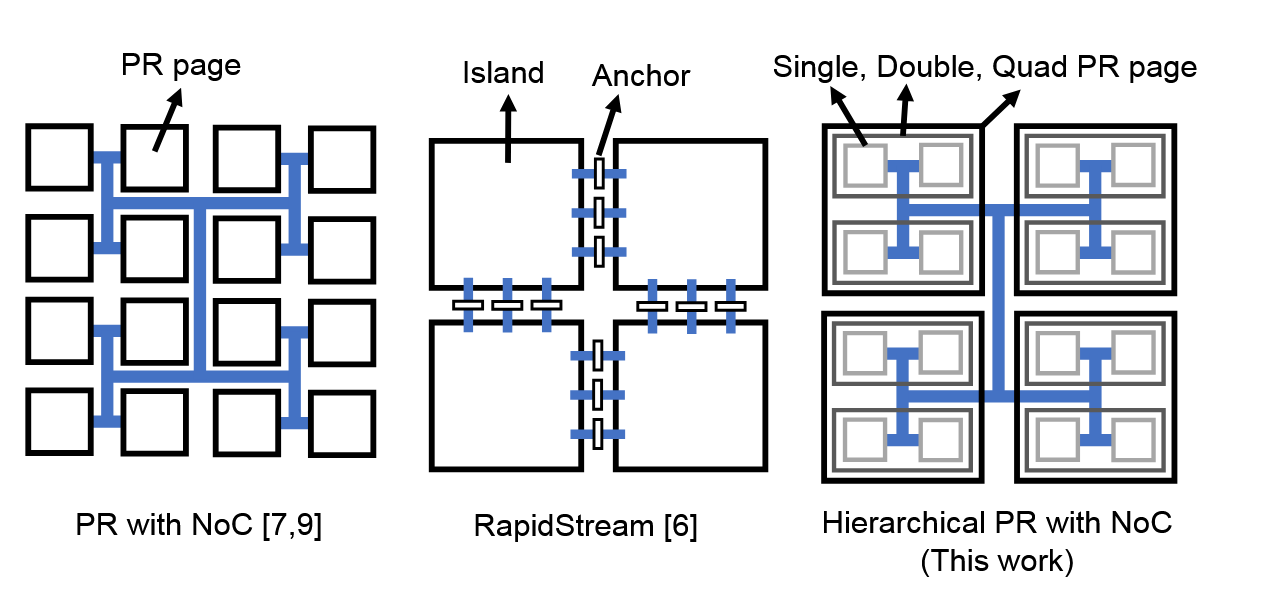 PR page
Island
Anchor
Single, Double, Quad PR page
PR with NoC [7,9]
RapidStream [6]
Hierarchical PR with NoC
(This work)